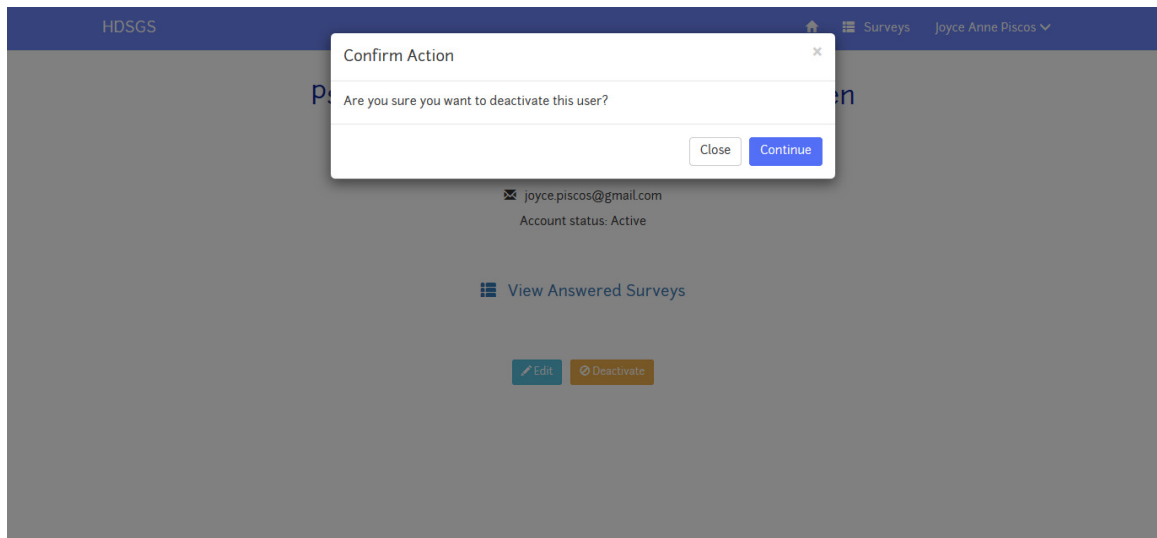 HDSGS Surveys Joyce Anne Piscos
Confirm Action ×
Are you sure you want to deactivate this user?
Close Continue
joyce.piscos@gmail.com
Account status: Active
View Answered Surveys
Edit Deactivate